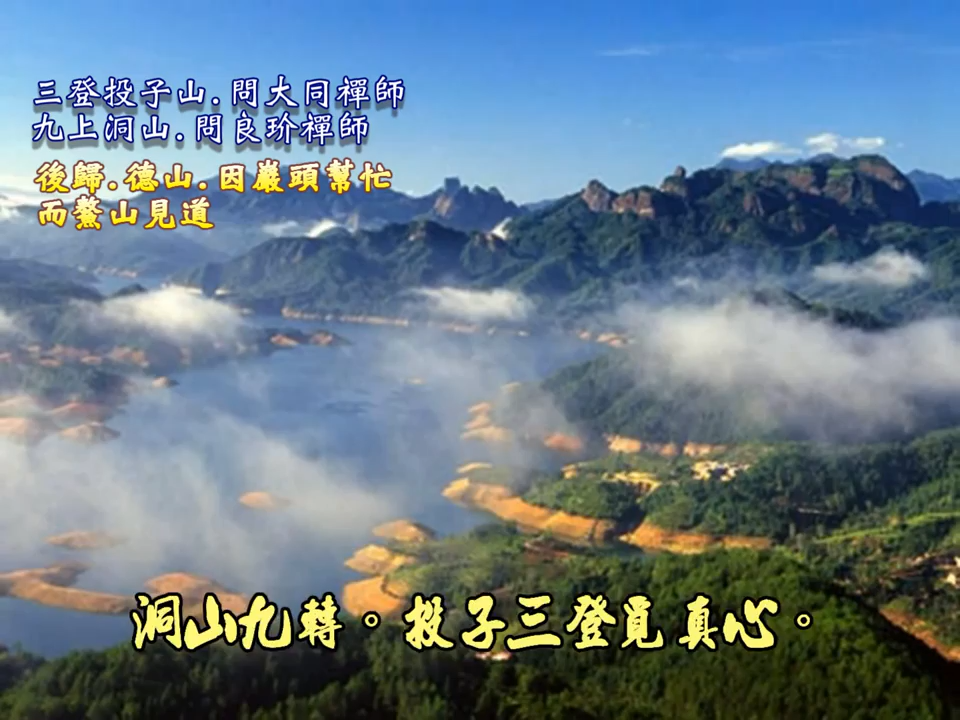 三登投子山.問大同禪師
九上洞山.問良玠禪師
後歸.德山.因巖頭幫忙
而鰲山見道
洞山九轉。投子三登覓真心。